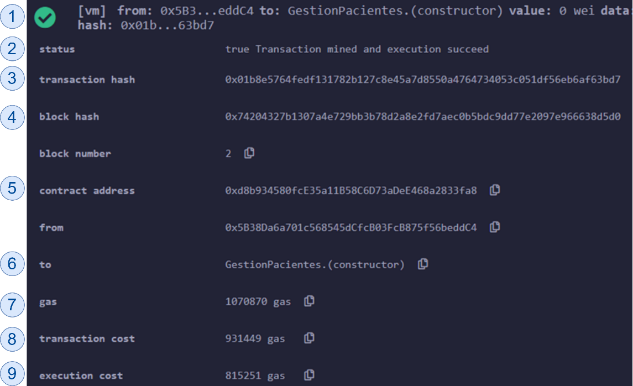 1 [vm] from: 0x5B3...eddC4 to: GestionPacientes.(constructor) value: 0 wei data:
hash: 0x01b...63bd7
2 status true Transaction mined and execution succeed
3 transaction hash 0x01b8e5764fedf131782b127c8e45a7d8550a4764734053c051df56eb6af63bd7
4 block hash 0x74204327b1307a4e729bb3b78d2a8e2fd7aec0b5bdc9dd77e2097e966638d5d0
block number 2
5 contract address 0xd8b934580fcE35a11B58C6D73aDeE468a2833fa8
from 0x5B38Da6a701c568545dCfcB03FcB875f56beddC4
6 to GestionPacientes.(constructor)
7 gas 1070870 gas
8 transaction cost 931449 gas
9 execution cost 815251 gas